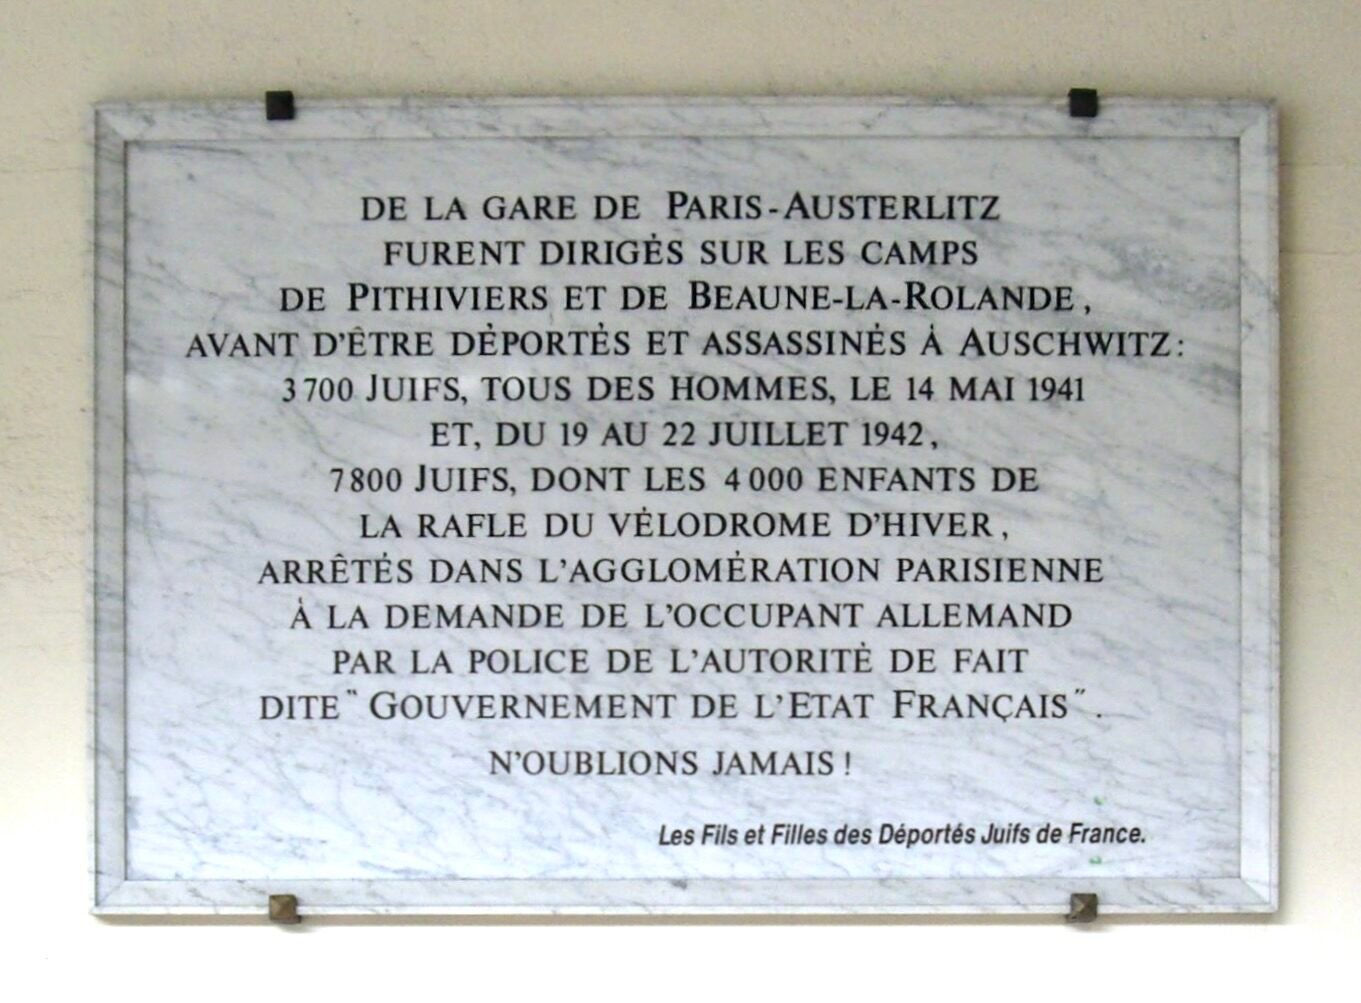 DE LA GARE DE PARIS-AUSTERLITZ
FURENT DIRIGÉS SUR LES CAMPS
DE PITHIVIERS ET DE BEAUNE-LA-ROLANDE,
AVANT D'ÊTRE DÉPORTÉS ET ASSASSINÉS À AUSCHWITZ:
3700 JUIFS, TOUS DES HOMMES, LE 14 MAI 1941
ET, DU 19 AU 22 JUILLET 1942,
7800 JUIFS, DONT LES 4000 ENFANTS DE
LA RAFLE DU VÉLODROME D'HIVER,
ARRÊTÉS DANS L'AGGLOMÉRATION PARISIENNE
À LA DEMANDE DE L'OCCUPANT ALLEMAND
PAR LA POLICE DE L'AUTORITÉ DE FAIT
DITE "GOUVERNEMENT DE L'ETAT FRANÇAIS".
N'OUBLIONS JAMAIS !
Les Fils et Filles des Déportés Juifs de France.